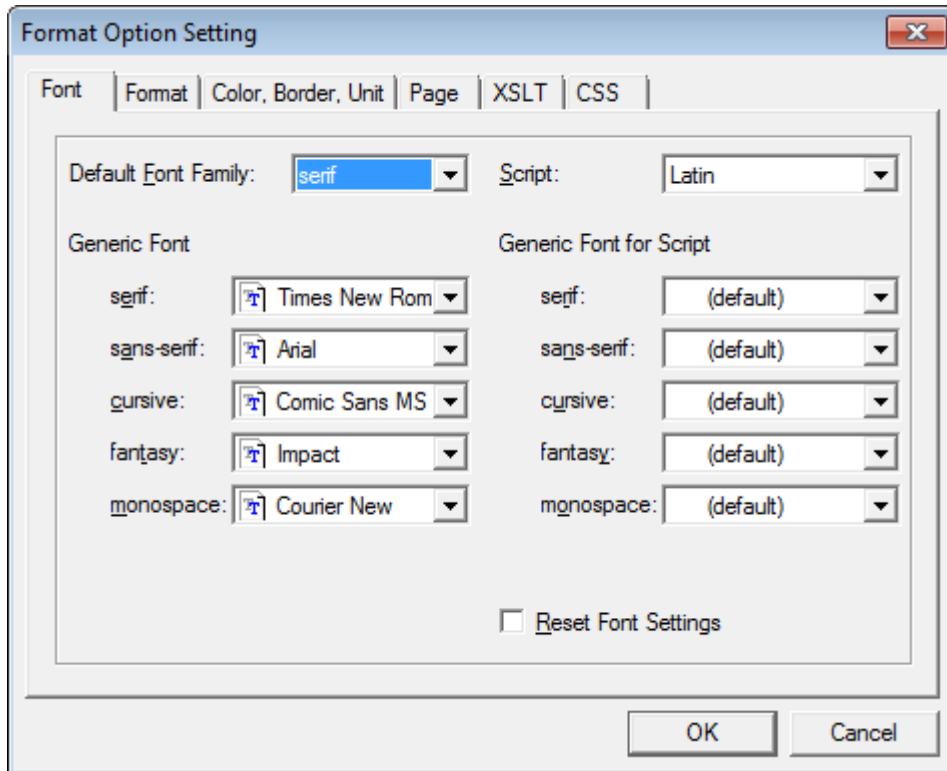 Format Option Setting
Font Format Color, Border, Unit Page XSLT CSS
Default Font Family: serif Script: Latin
Generic Font Generic Font for Script
serif: Times New Rom serif: (default)
sans-serif: Arial sans-serif: (default)
cursive: Comic Sans MS cursive: (default)
fantasy: Impact fantasy: (default)
monospace: Courier New monospace: (default)
Reset Font Settings
OK Cancel